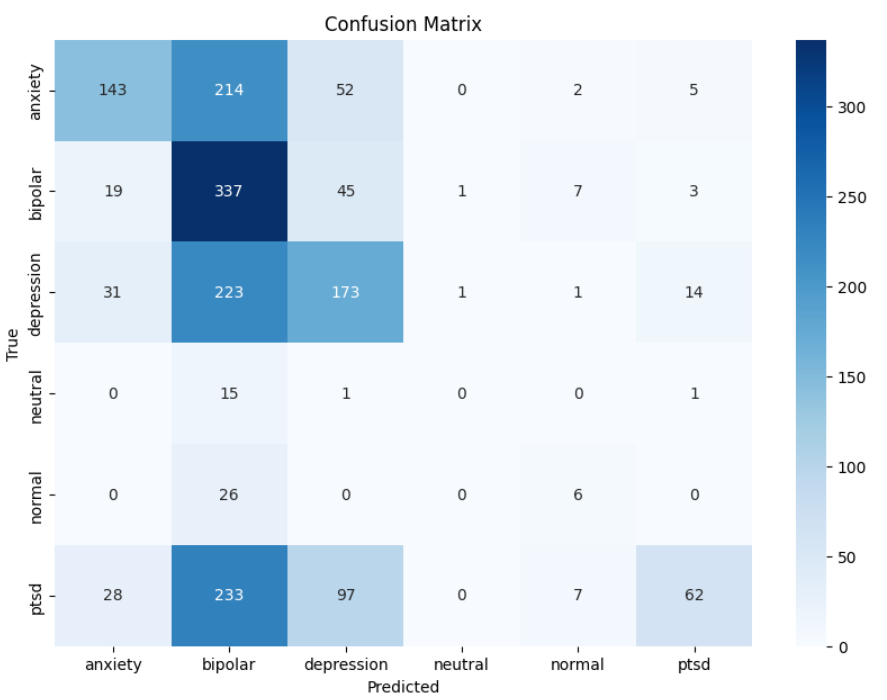 Confusion Matrix
anxiety 143 214 52 0 2 5
bipolar 19 337 45 1 7 3
depression 31 223 173 1 1 14
neutral 0 15 1 0 0 1
normal 0 26 0 0 6 0
ptsd 28 233 97 0 7 62
anxiety bipolar depression neutral normal ptsd
Predicted
True
300
250
200
150
100
50
0